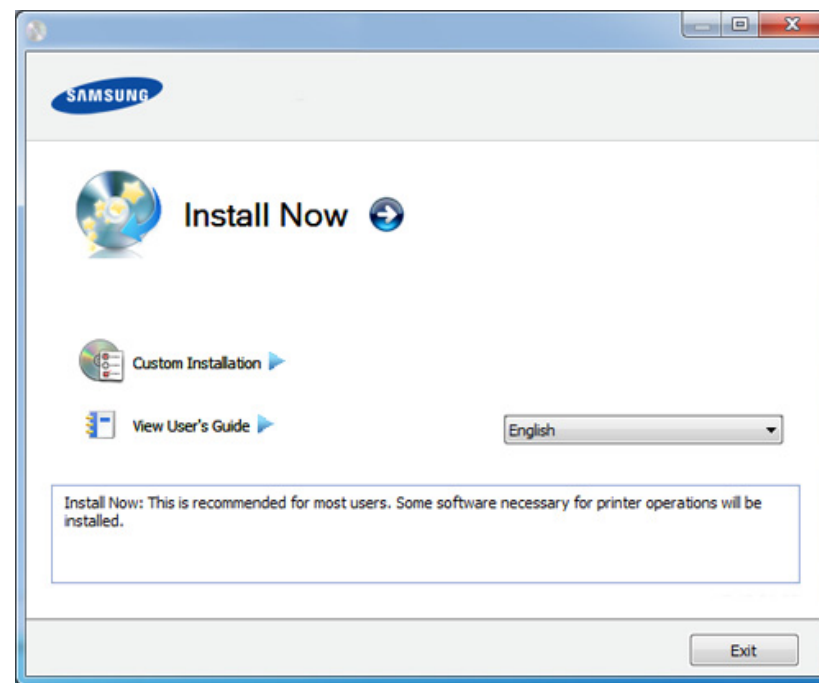 SAMSUNG
Install Now
Custom Installation
View User's Guide
English
Install Now: This is recommended for most users. Some software necessary for printer operations will be
installed.
Exit